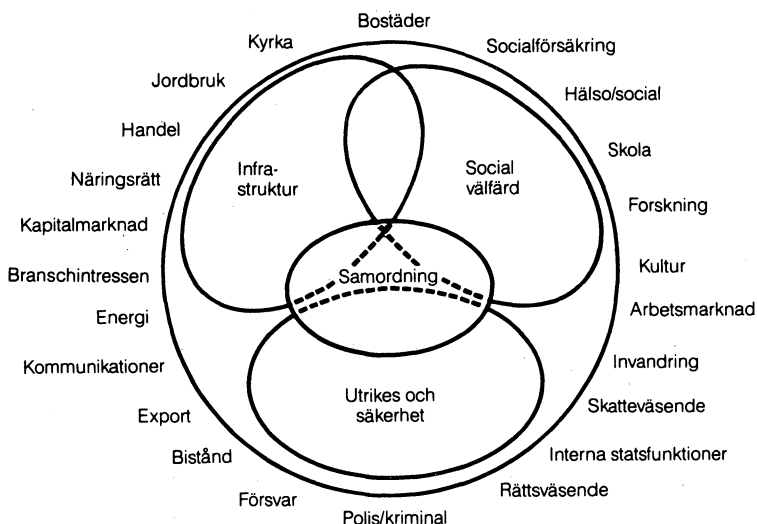 Bostäder
Kyrka
Socialförsäkring
Jordbruk
Hälso/social
Handel
Skola
Infra-
struktur
Social
välfärd
Näringsrätt
Forskning
Kapitalmarknad
Kultur
Branschintressen
Samordning
Arbetsmarknad
Energi
Invandring
Kommunikationer
Utrikes och
säkerhet
Skatteväsende
Export
Interna statsfunktioner
Bistånd
Rättsväsende
Försvar
Polis/kriminal